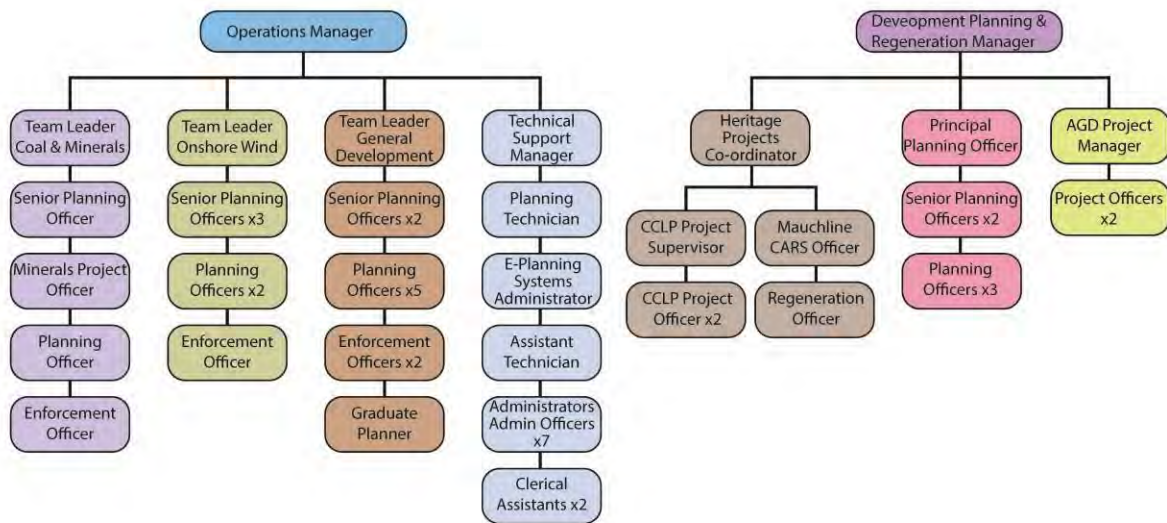 Operations Manager
Deveopment Planning &
Regeneration Manager
Team Leader
Coal & Minerals
Senior Planning
Officer
Minerals Project
Officer
Planning
Officer
Enforcement
Officer
Team Leader
Onshore Wind
Senior Planning
Officers x3
Planning
Officers x2
Enforcement
Officer
Team Leader
General
Development
Senior Planning
Officers x2
Planning
Officers x5
Enforcement
Officers x2
Graduate
Planner
Technical
Support
Manager
Planning
Technician
E-Planning
Systems
Administrator
Assistant
Technician
Administrators
Admin Officers
x7
Clerical
Assistants x2
Heritage
Projects
Co-ordinator
CCLP Project
Supervisor
CCLP Project
Officer x2
Mauchline
CARS Officer
Regeneration
Officer
Principal
Planning Officer
Senior Planning
Officers x2
Planning
Officers x3
AGD Project
Manager
Project Officers
x2